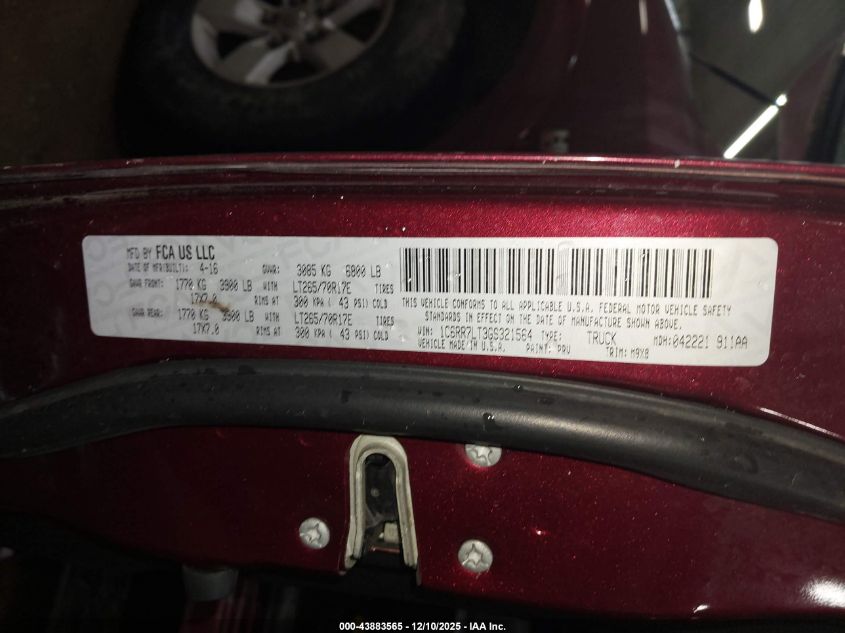 MFD BY FCA US LLC
DATE OF MFR(BUILT): 4-16 GVWR: 3085 KG 6800 LB
GAWR FRONT: 1770 KG 3900 LB WITH LT265/70R17E TIRES
17X7.0 RIMS AT 300 KPA ( 43 PSI) COLD
GAWR REAR: 1770 KG 3900 LB WITH LT265/70R17E TIRES
17X7.0 RIMS AT 300 KPA ( 43 PSI) COLD
THIS VEHICLE CONFORMS TO ALL APPLICABLE U.S.A. FEDERAL MOTOR VEHICLE SAFETY
STANDARDS IN EFFECT ON THE DATE OF MANUFACTURE SHOWN ABOVE
VIN: 1C6RR7LT3GS321564 TYPE: TRUCK MDH: 042221 911AA
VEHICLE MADE IN U.S.A. PAINT: PRV TRIM: M9X8
000-43883565 - 12/10/2025 - IAA Inc.